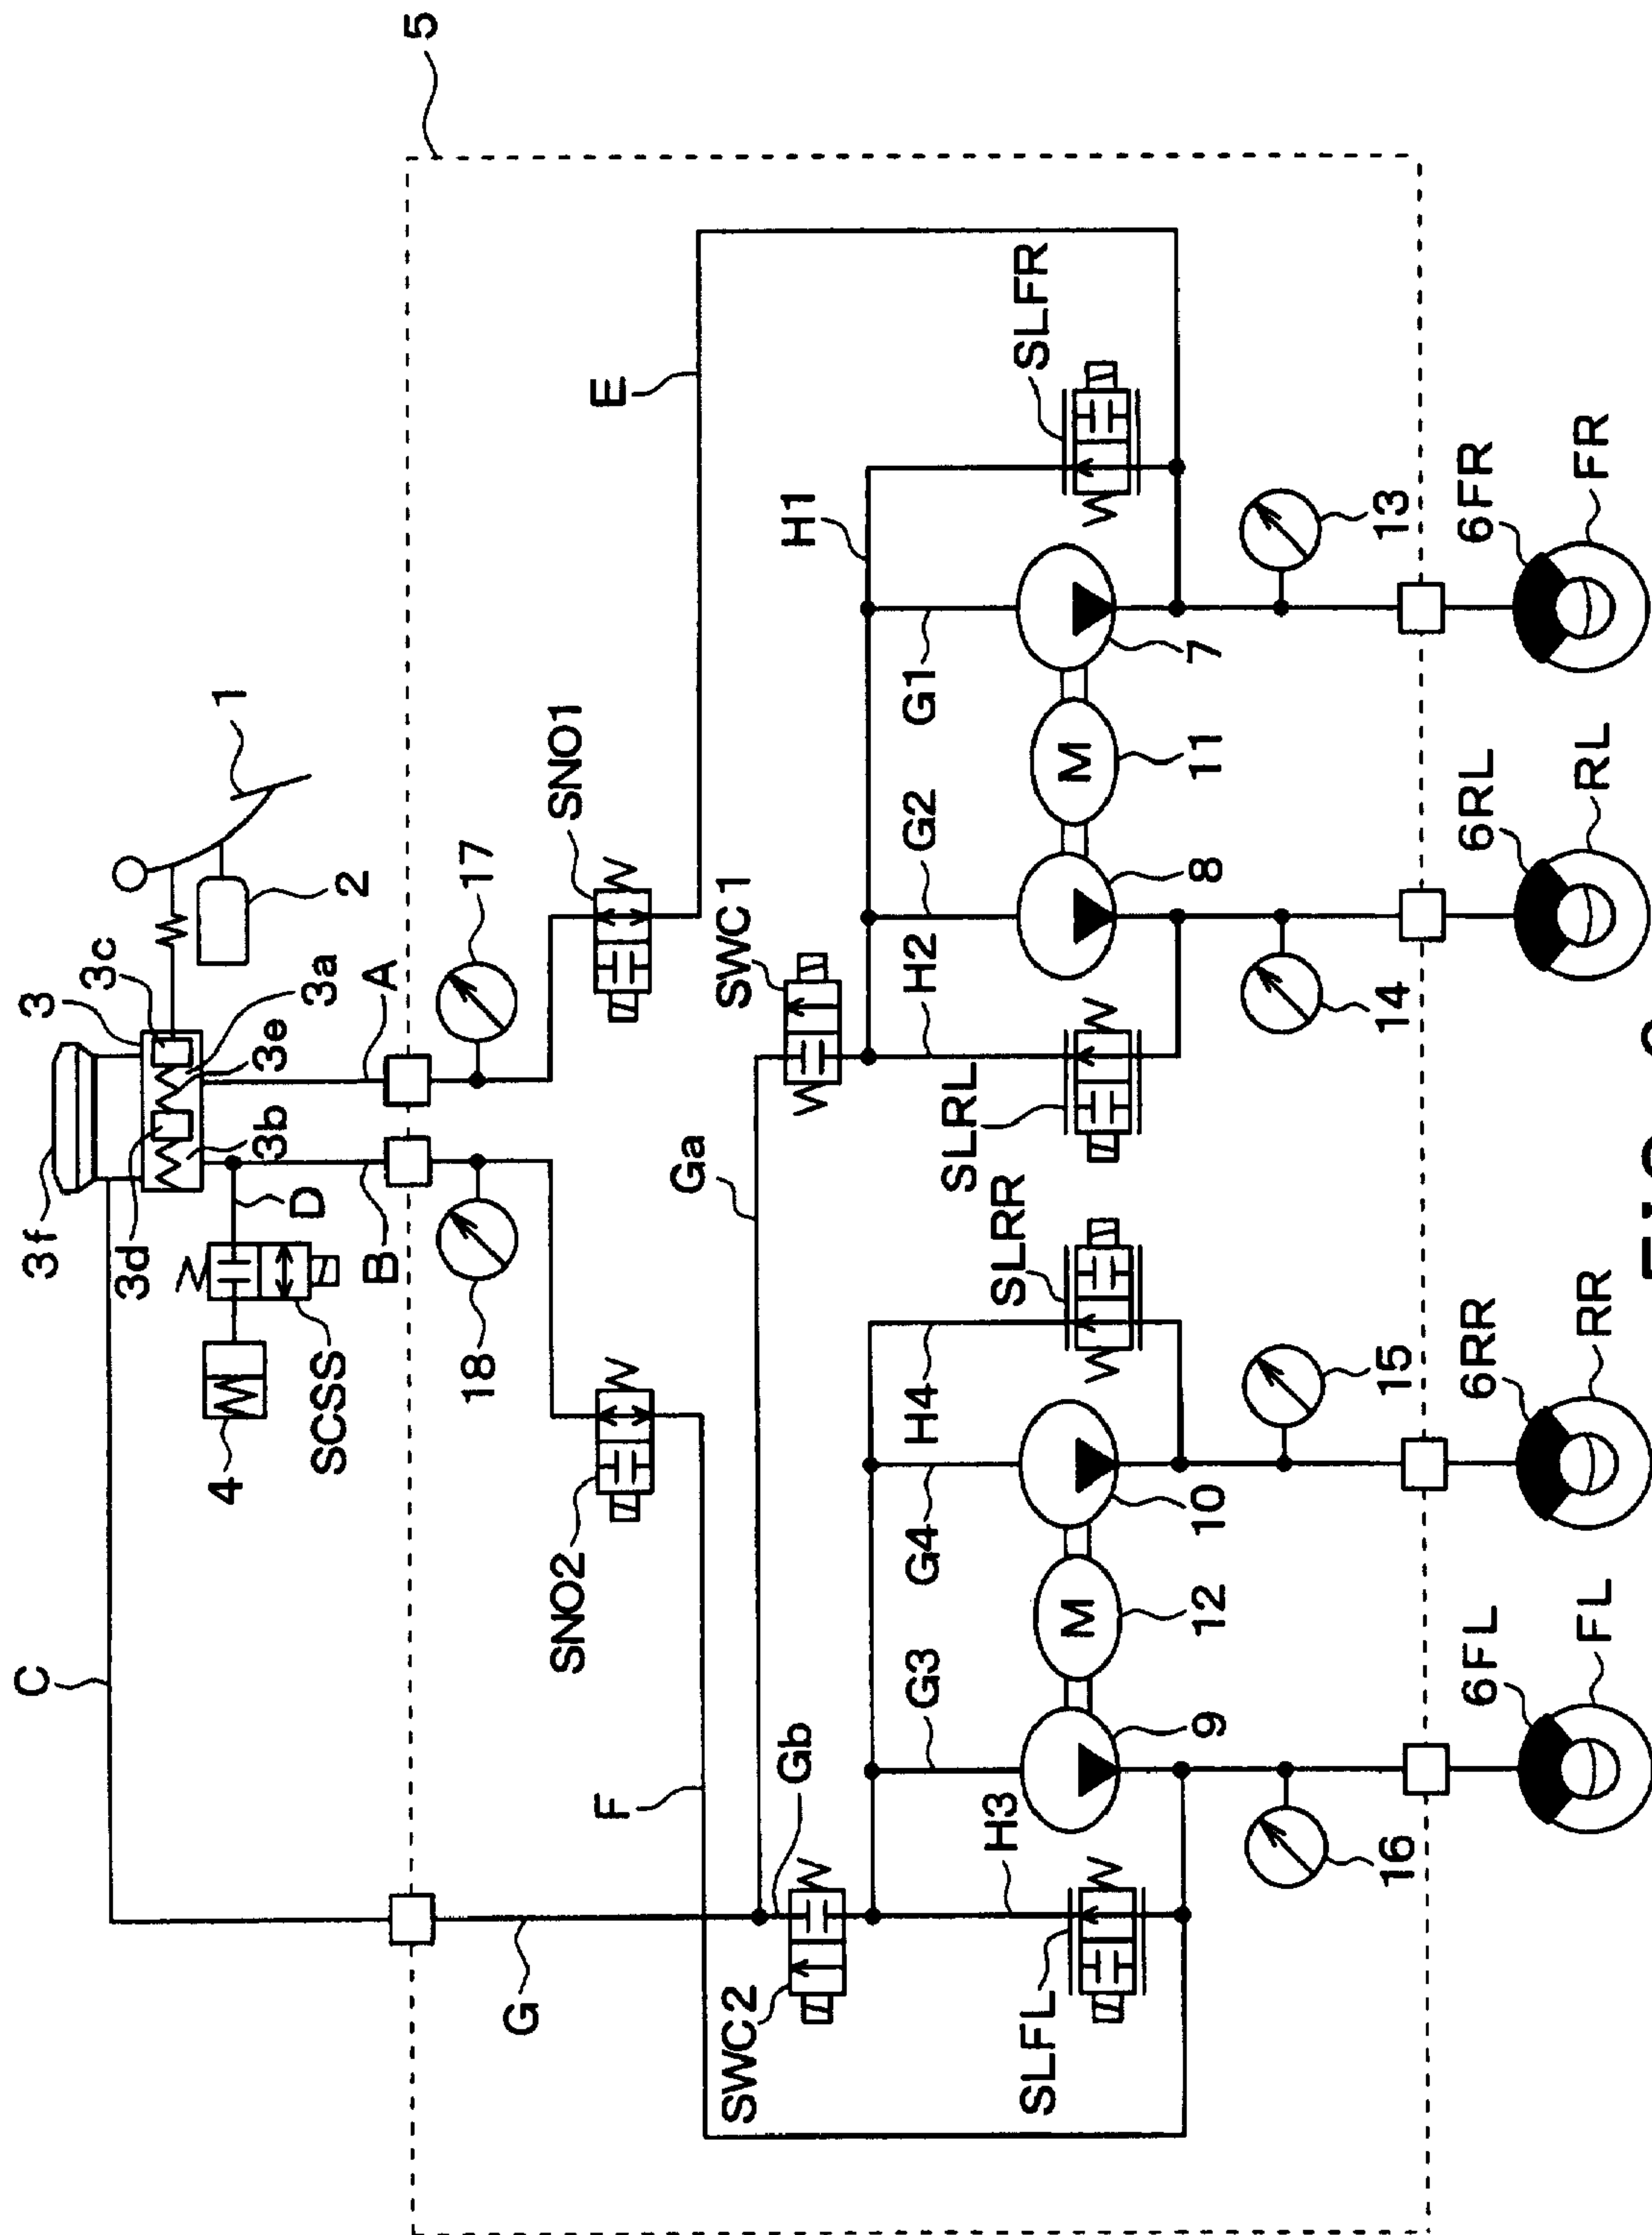 C
3f
3
3d
3c
4
1
3b
3e
D
3a
SCSS
2
B
A
5
18
17
G
SNO2
SNO1
F
E
Ga
SWC2
SWC1
Gb
H1
G3
G4
H4
H2
G2
G1
SLRL
H3
SLRR
SLFL
SLFR
M
M
9
12
10
8
11
7
16
15
14
13
6FL
6RR
6RL
6FR
FL
RR
RL
FR